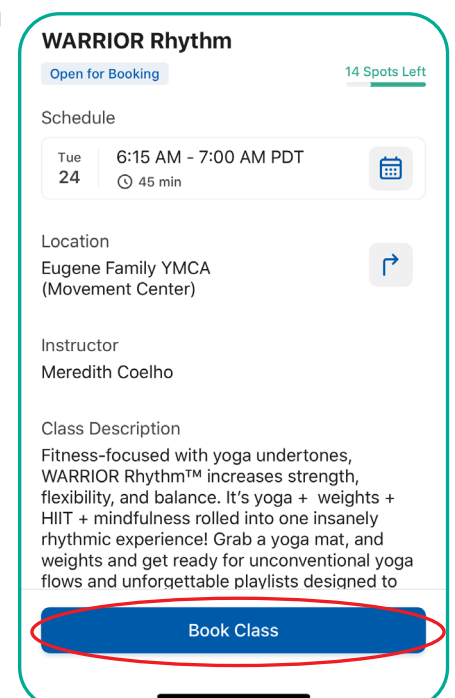 WARRIOR Rhythm
Open for Booking
14 Spots Left
Schedule
Tue
24
6:15 AM - 7:00 AM PDT
45 min
Location
Eugene Family YMCA
(Movement Center)
Instructor
Meredith Coelho
Class Description
Fitness-focused with yoga undertones,
WARRIOR Rhythm™ increases strength,
flexibility, and balance. It’s yoga +  weights +
HIIT + mindfulness rolled into one insanely
rhythmic experience! Grab a yoga mat, and
weights and get ready for unconventional yoga
flows and unforgettable playlists designed to
Book Class